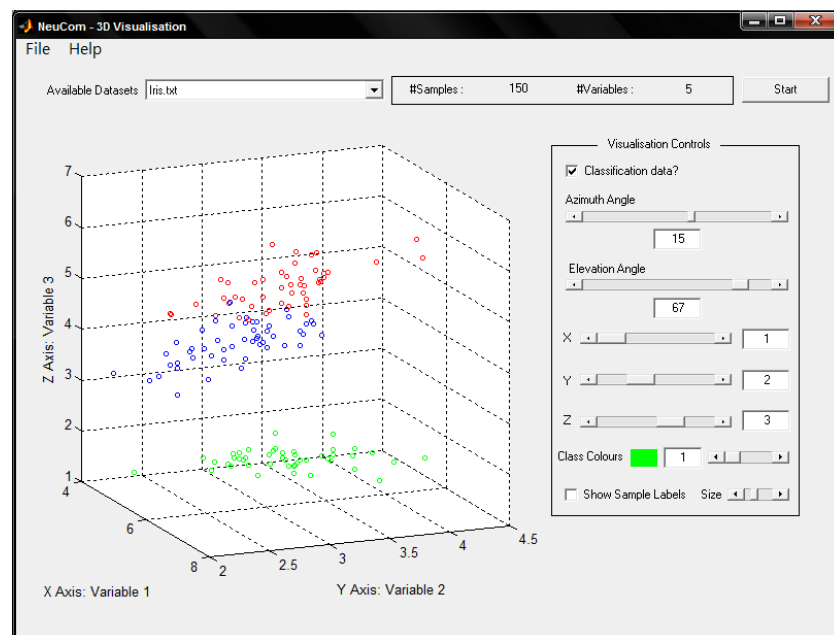 NeuCom - 3D Visualisation
File Help
Available Datasets Iris.txt #Samples : 150 #Variables : 5 Start
Visualisation Controls
Classification data?
Azimuth Angle
15
Elevation Angle
67
X 1
Y 2
Z 3
Class Colours 1
Show Sample Labels Size
Z Axis: Variable 3
7
6
5
4
3
2
1
4
6
8
2
2.5
3
3.5
4
4.5
X Axis: Variable 1
Y Axis: Variable 2